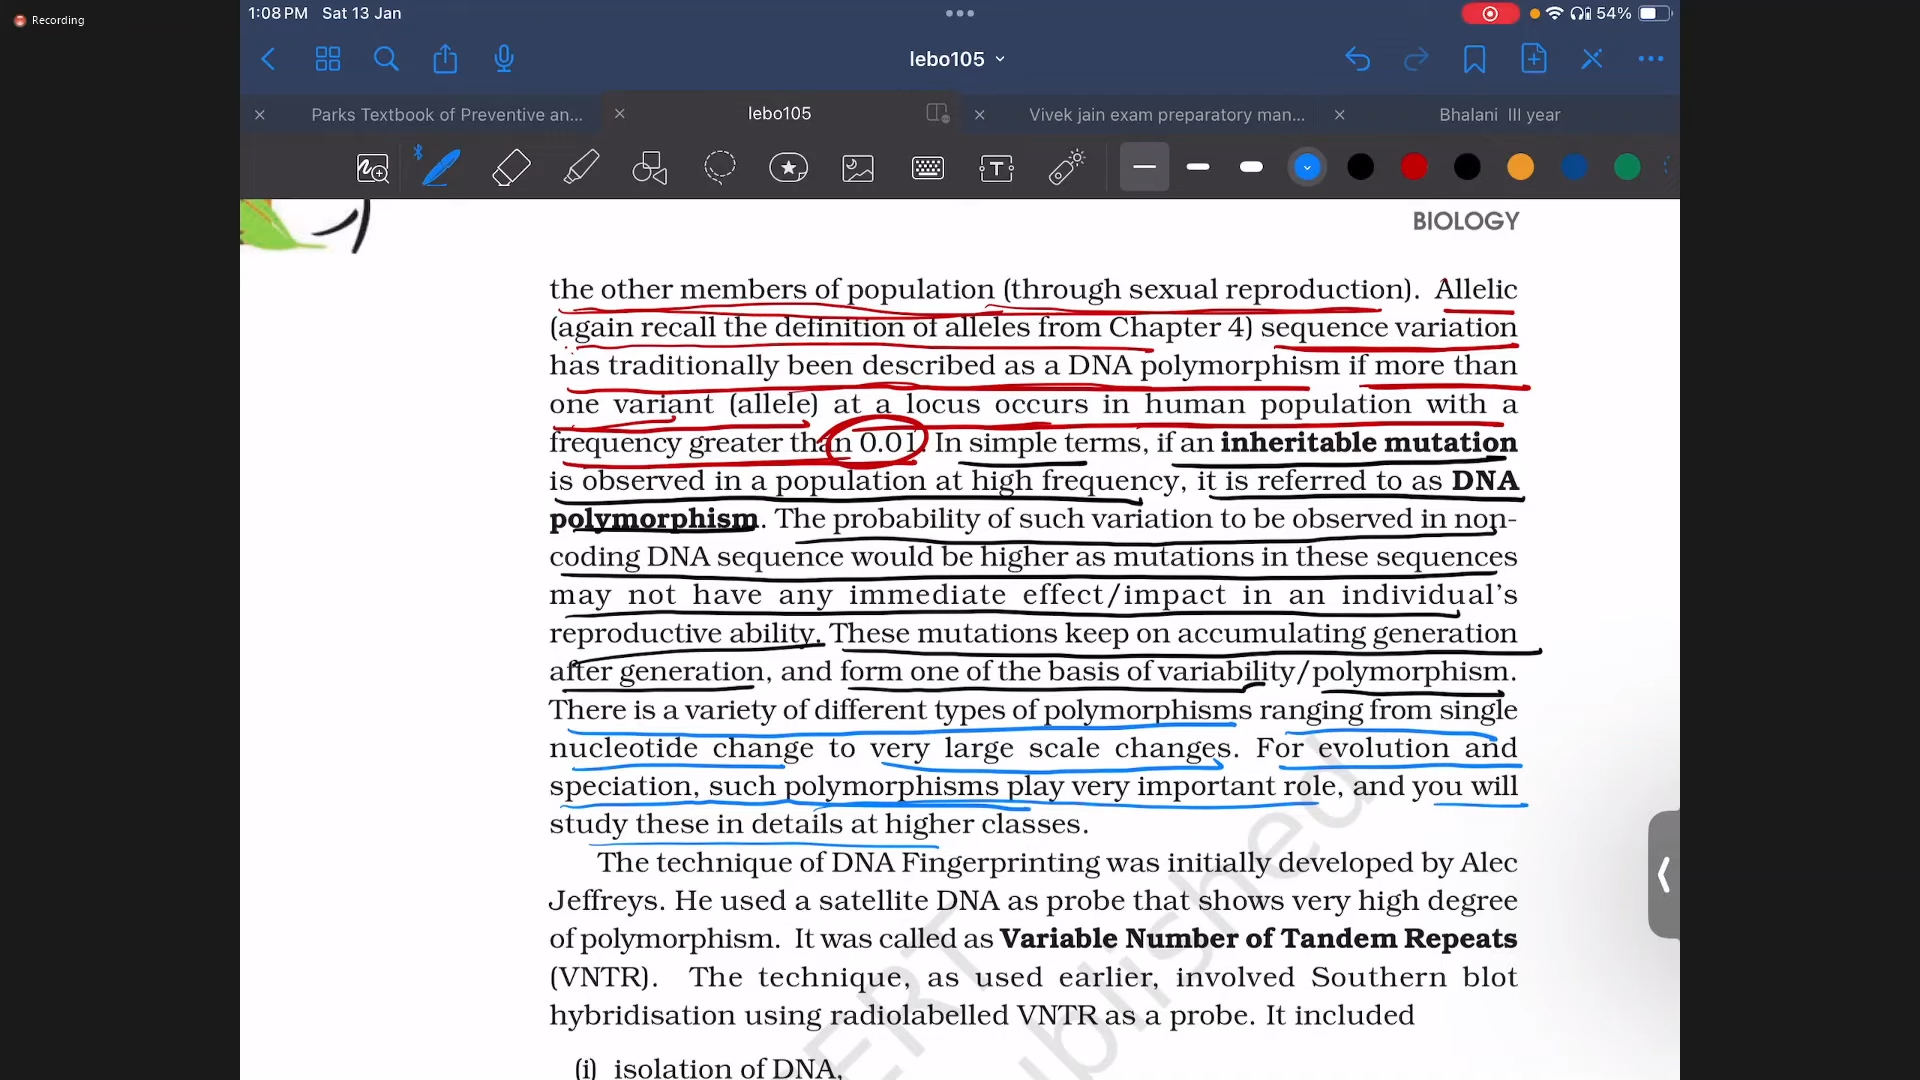 Recording
1:08 PM Sat 13 Jan
54%
lebo105
Parks Textbook of Preventive an...
lebo105
Vivek jain exam preparatory man...
Bhalani III year
BIOLOGY
the other members of population (through sexual reproduction). Allelic
(again recall the definition of alleles from Chapter 4) sequence variation
has traditionally been described as a DNA polymorphism if more than
one variant (allele) at a locus occurs in human population with a
frequency greater than 0.01. In simple terms, if an inheritable mutation
is observed in a population at high frequency, it is referred to as DNA
polymorphism. The probability of such variation to be observed in non-
coding DNA sequence would be higher as mutations in these sequences
may not have any immediate effect/impact in an individual's
reproductive ability. These mutations keep on accumulating generation
after generation, and form one of the basis of variability/polymorphism.
There is a variety of different types of polymorphisms ranging from single
nucleotide change to very large scale changes. For evolution and
speciation, such polymorphisms play very important role, and you will
study these in details at higher classes.
The technique of DNA Fingerprinting was initially developed by Alec
Jeffreys. He used a satellite DNA as probe that shows very high degree
of polymorphism. It was called as Variable Number of Tandem Repeats
(VNTR). The technique, as used earlier, involved Southern blot
hybridisation using radiolabelled VNTR as a probe. It included
(i) isolation of DNA,